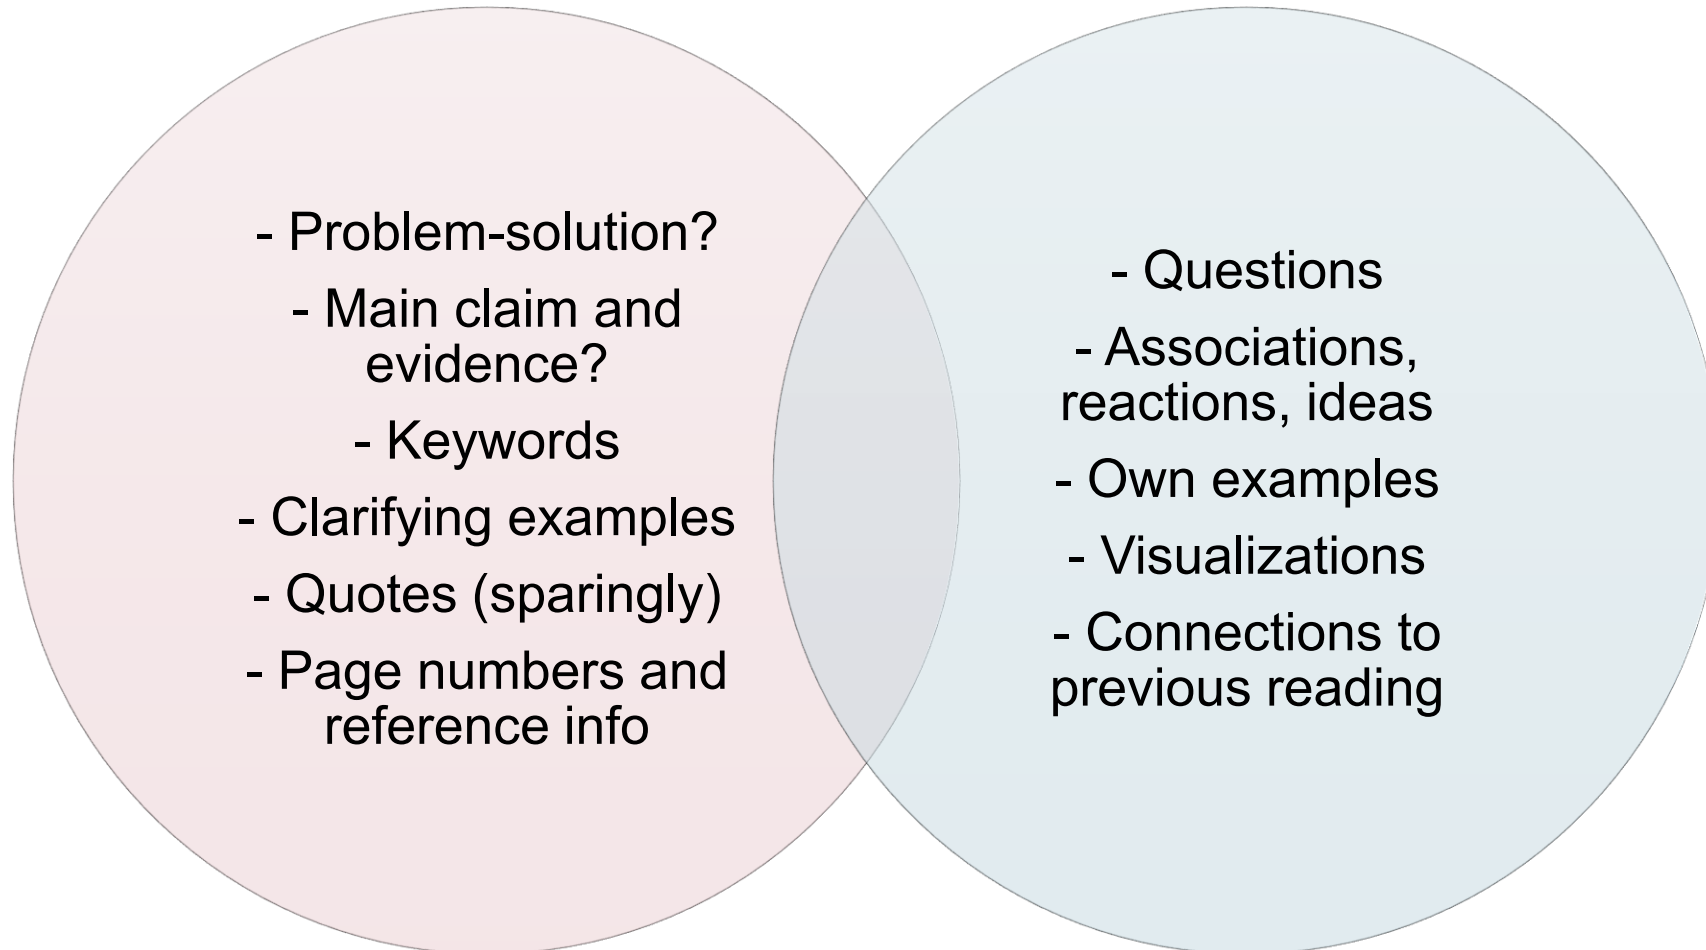 - Problem-solution?
- Main claim and
evidence?
- Keywords
- Clarifying examples
- Quotes (sparingly)
- Page numbers and
reference info
- Questions
- Associations,
reactions, ideas
- Own examples
- Visualizations
- Connections to
previous reading